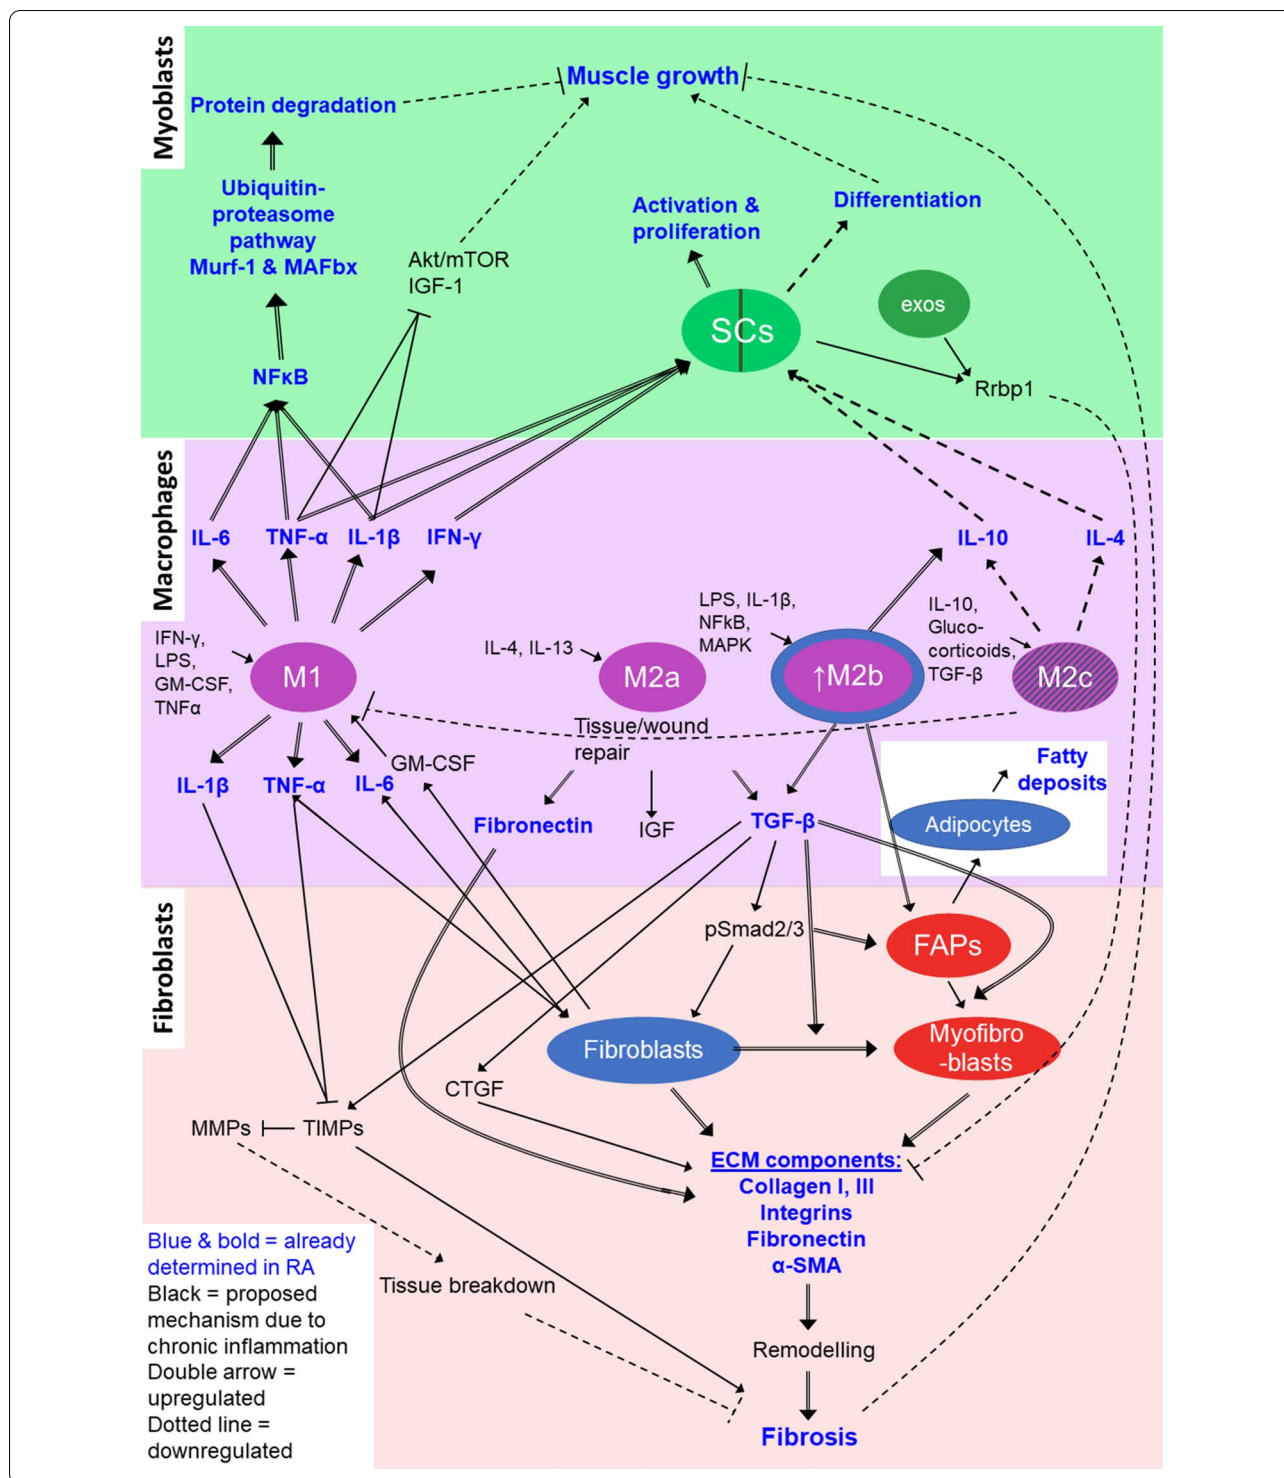 Myoblasts
Muscle growth
Protein degradation
Ubiquitin-
proteasome
pathway
Murf-1 & MAFbx
Akt/mTOR
IGF-1
Activation &
proliferation
Differentiation
SCs
exos
Rrbp1
NFκB
Macrophages
IL-6
TNF-α
IL-1β
IFN-γ
IL-10
IL-4
IFN-γ,
LPS,
GM-CSF,
TNFα
M1
IL-4, IL-13
M2a
Tissue/wound
repair
LPS, IL-1β,
NFkB,
MAPK
↑M2b
IL-10,
Gluco-
corticoids,
TGF-β
M2c
IL-1β
TNF-α
IL-6
GM-CSF
Fibronectin
IGF
TGF-β
Fatty
deposits
Adipocytes
Fibroblasts
pSmad2/3
FAPs
Fibroblasts
Myofibro
-blasts
CTGF
MMPs
TIMPs
ECM components:
Collagen I, III
Integrins
Fibronectin
α-SMA
Tissue breakdown
Remodelling
Fibrosis
Blue & bold = already
determined in RA
Black = proposed
mechanism due to
chronic inflammation
Double arrow =
upregulated
Dotted line =
downregulated